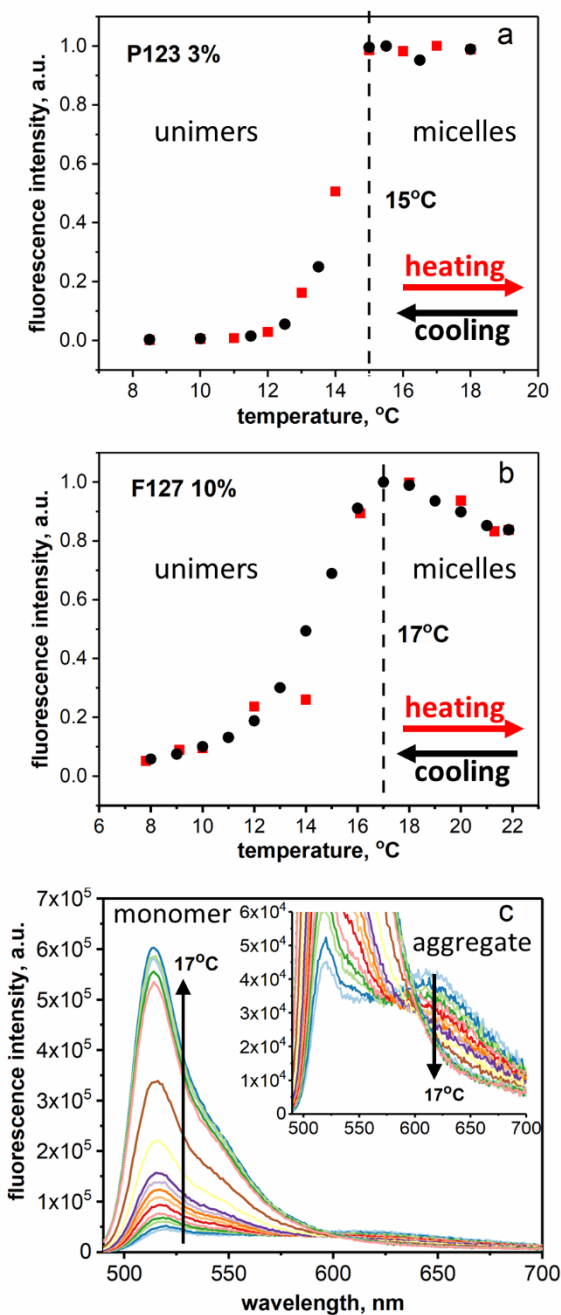 a
P123 3%
unimers
micelles
15°C
heating
cooling
fluorescence intensity, a.u.
1.0
0.8
0.6
0.4
0.2
0.0
8 10 12 14 16 18 20
temperature, °C
b
F127 10%
unimers
micelles
17°C
heating
cooling
fluorescence intensity, a.u.
1.0
0.8
0.6
0.4
0.2
0.0
6 8 10 12 14 16 18 20 22
temperature, °C
c
monomer
17°C
fluorescence intensity, a.u.
7x10⁵
6x10⁵
5x10⁵
4x10⁵
3x10⁵
2x10⁵
1x10⁵
0
500 550 600 650 700
wavelength, nm
aggregate
17°C
6x10⁴
5x10⁴
4x10⁴
3x10⁴
2x10⁴
1x10⁴
0
500 550 600 650 700